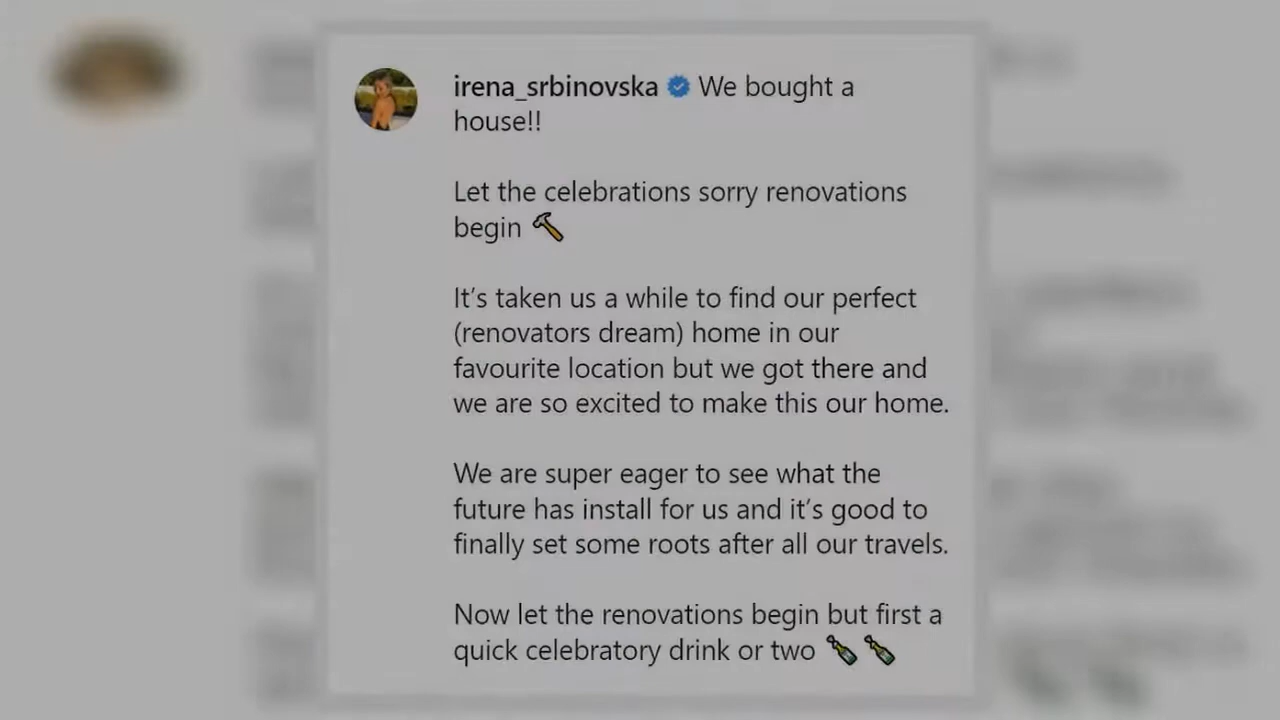 irena_srbinovska We bought a
house!!
Let the celebrations sorry renovations
begin 🔨
It's taken us a while to find our perfect
(renovators dream) home in our
favourite location but we got there and
we are so excited to make this our home.
We are super eager to see what the
future has install for us and it's good to
finally set some roots after all our travels.
Now let the renovations begin but first a
quick celebratory drink or two 🍾🍾